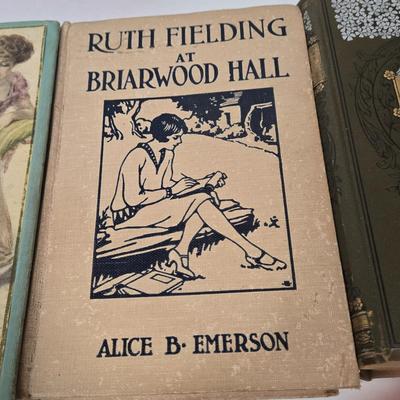 RUTH FIELDING
AT
BRIARWOOD HALL
ALICE B. EMERSON